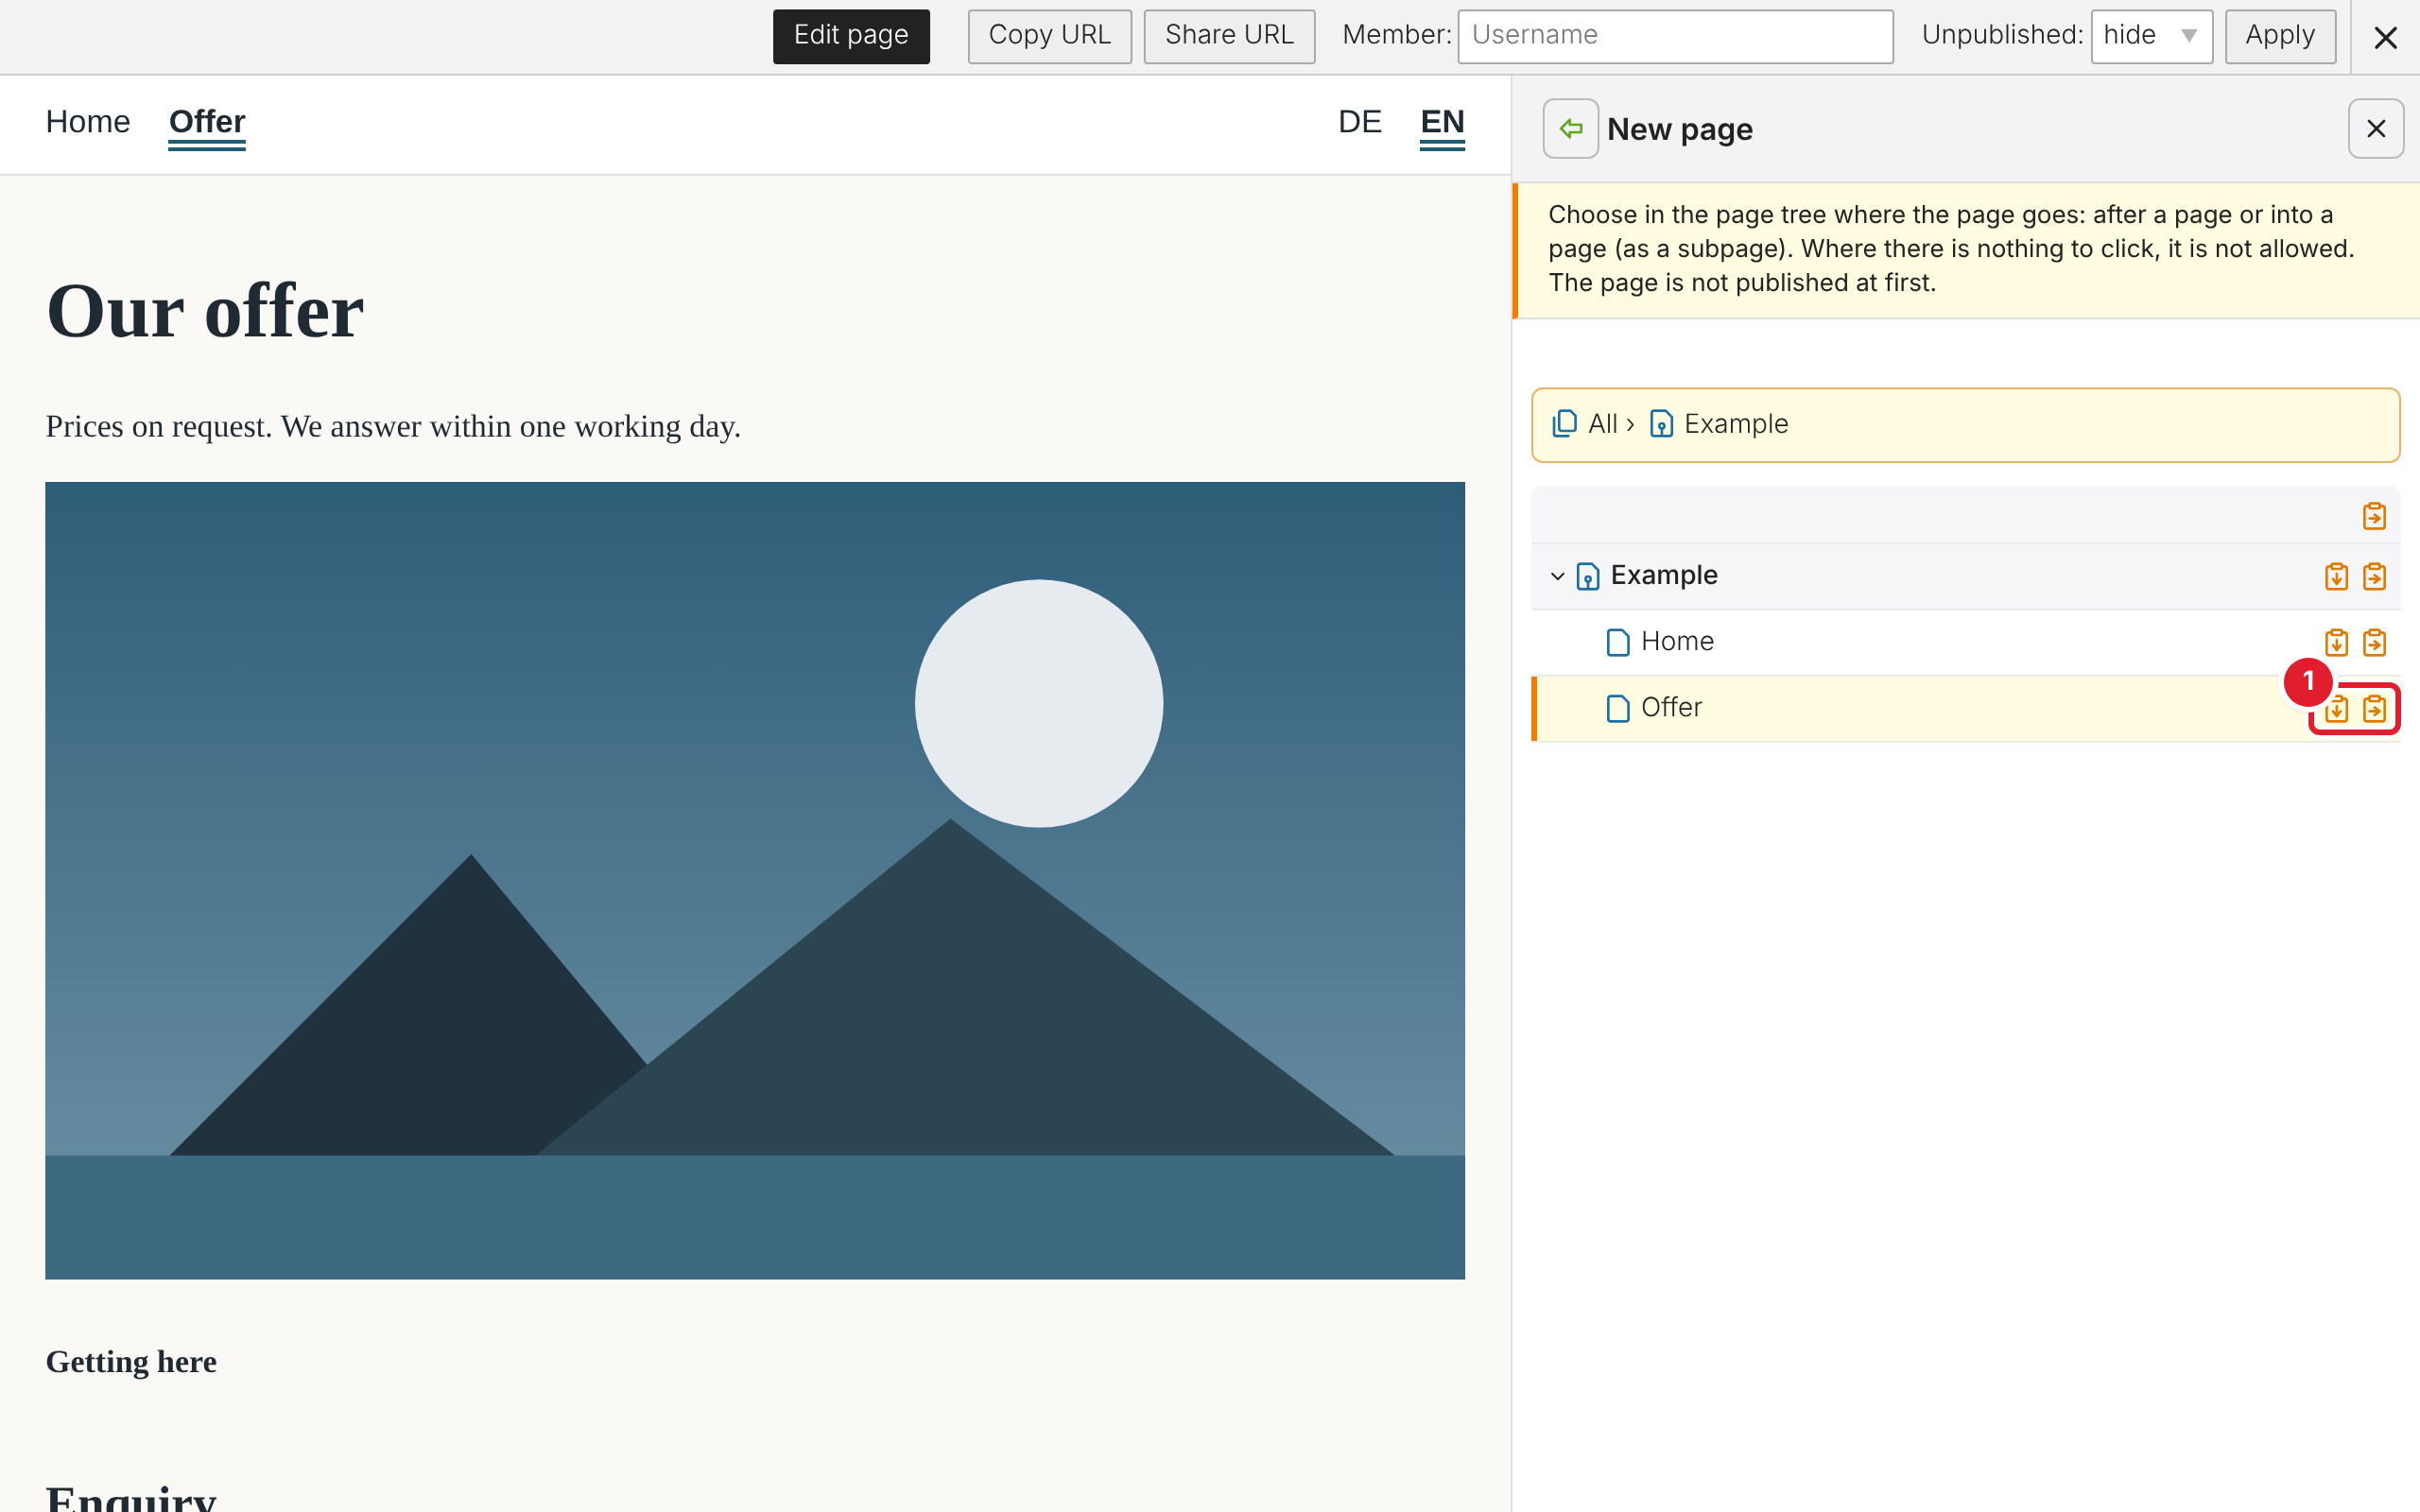 Edit page Copy URL Share URL Member: Username Unpublished: hide Apply
Home Offer DE EN
New page
Choose in the page tree where the page goes: after a page or into a
page (as a subpage). Where there is nothing to click, it is not allowed.
The page is not published at first.
Our offer
Prices on request. We answer within one working day.
All › Example
Example
Home
1
Offer
Getting here
Enquiry